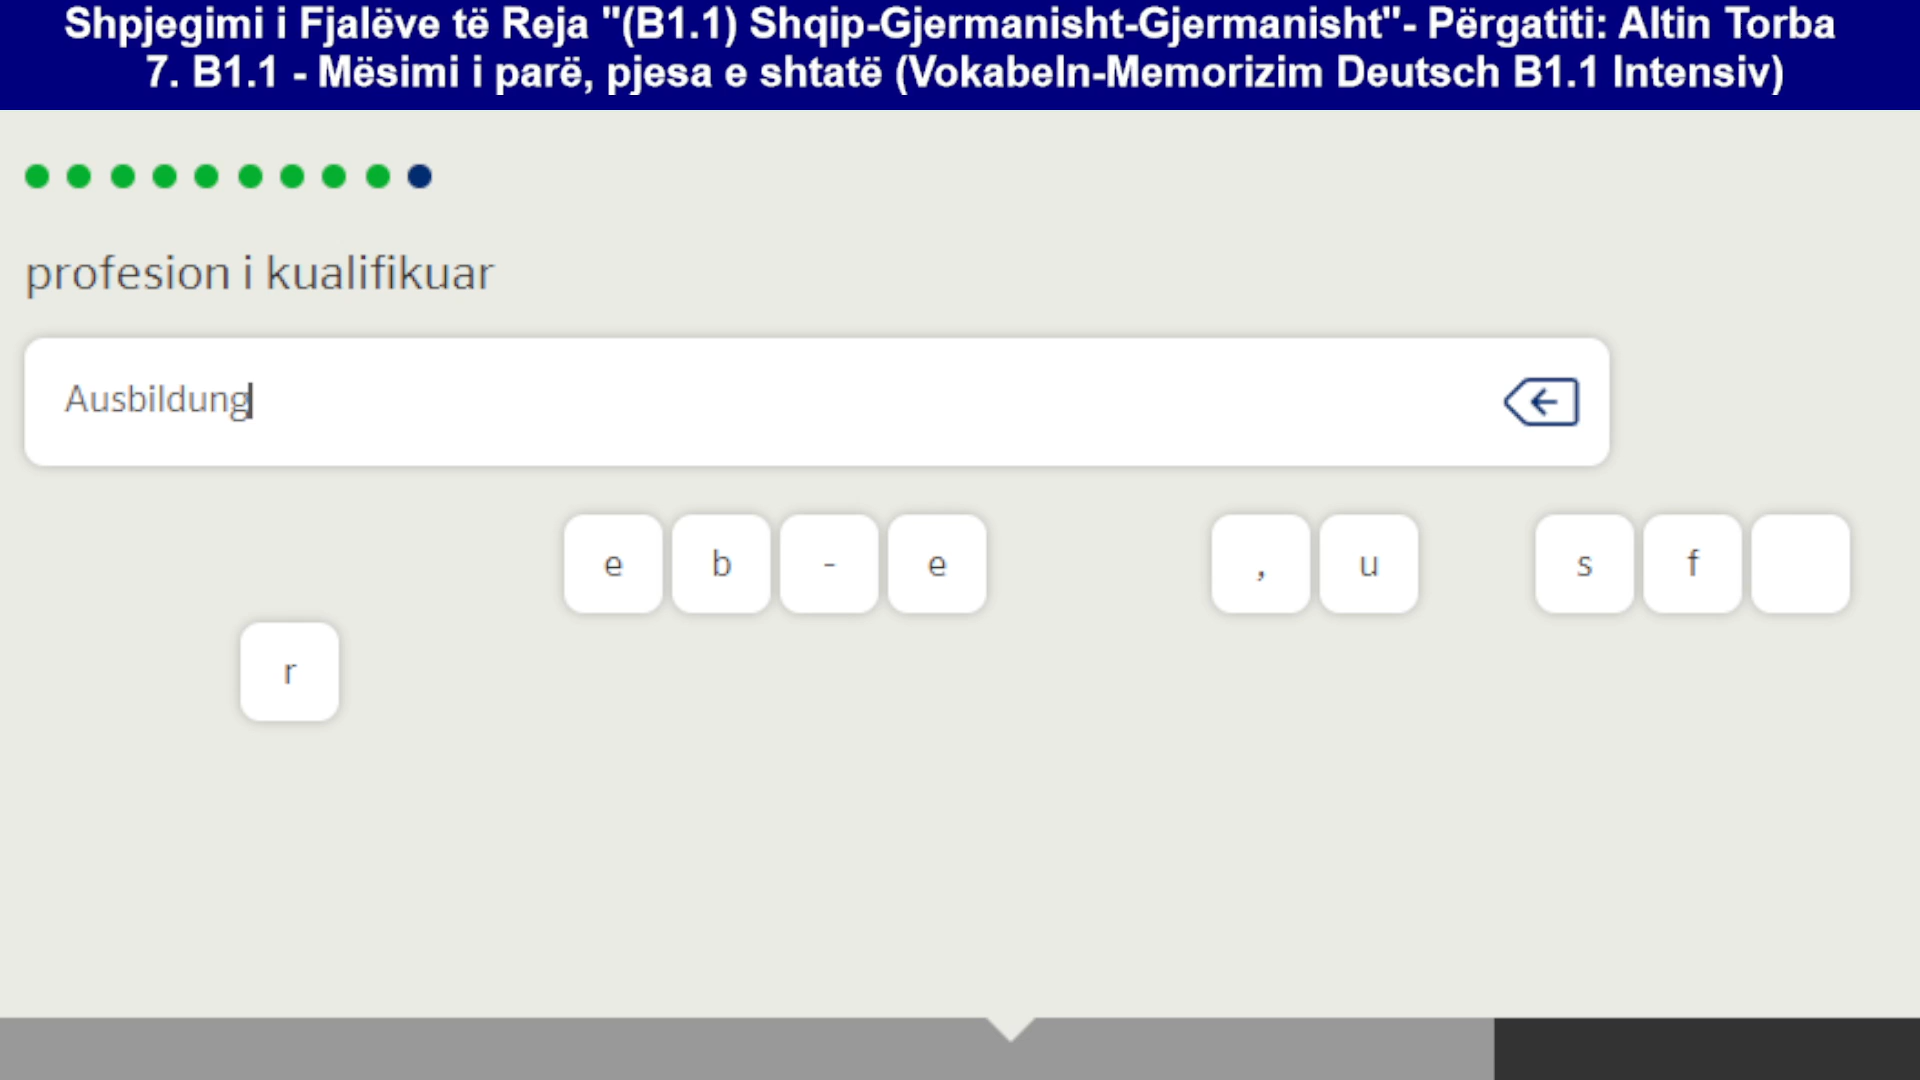 Shpjegimi i Fjalëve të Reja "(B1.1) Shqip-Gjermanisht-Gjermanisht"- Përgatiti: Altin Torba
7. B1.1 - Mësimi i parë, pjesa e shtatë (Vokabeln-Memorizim Deutsch B1.1 Intensiv)
profesion i kualifikuar
Ausbildung
e b - e , u s f
r